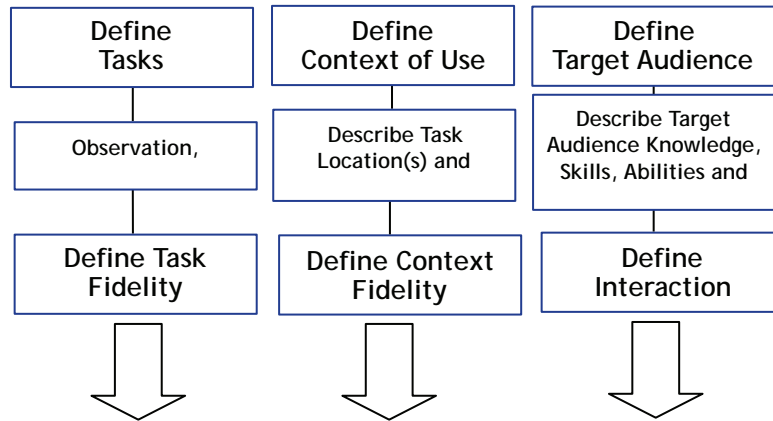 Define
Tasks
Define
Context of Use
Define
Target Audience
Observation,
Describe Task
Location(s) and
Describe Target
Audience Knowledge,
Skills, Abilities and
Define Task
Fidelity
Define Context
Fidelity
Define
Interaction